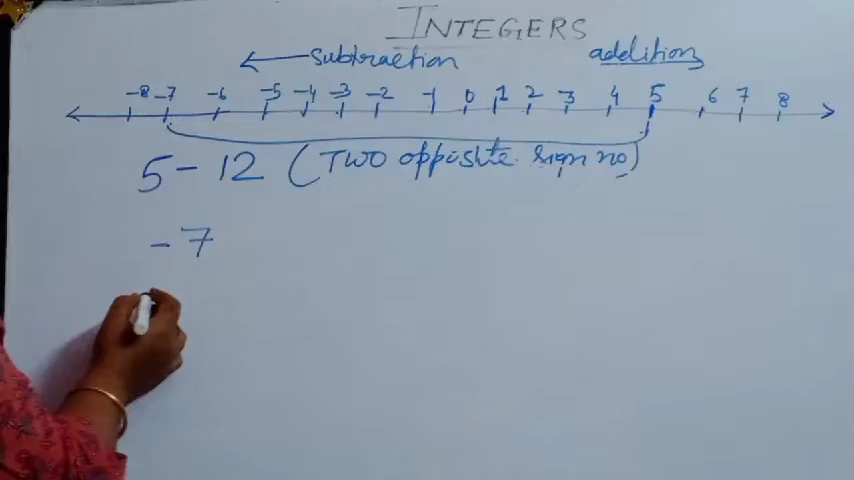 INTEGERS
← subtraction addition →
-8 -7 -6 -5 -4 -3 -2 -1 0 1 2 3 4 5 6 7 8
5 - 12 (Two opposite sign no)
- 7